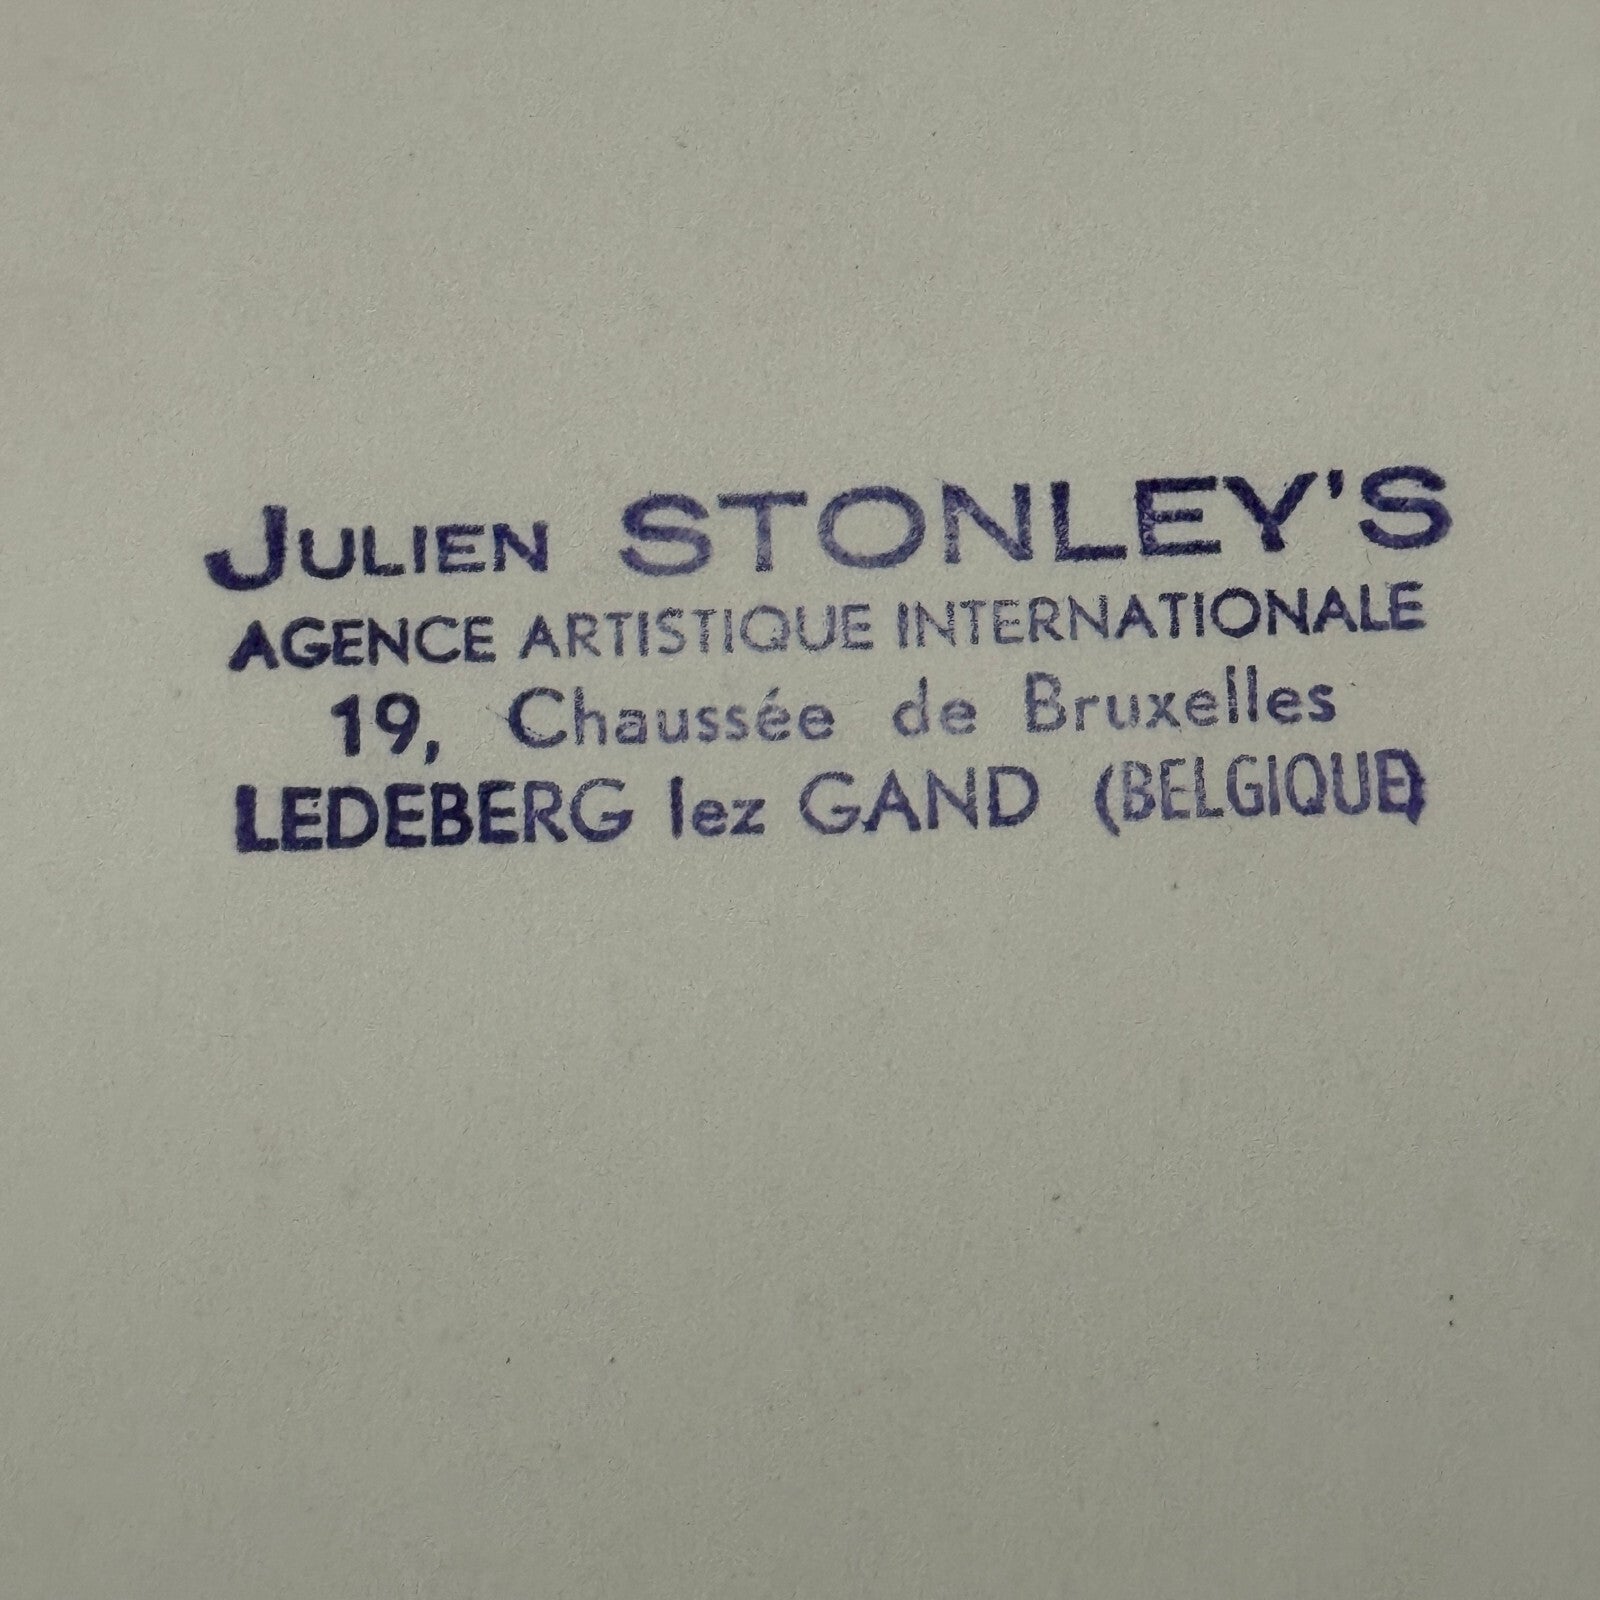 JULIEN STONLEY'S
AGENCE ARTISTIQUE INTERNATIONALE
19, Chaussée de Bruxelles
LEDEBERG lez GAND (BELGIQUE)